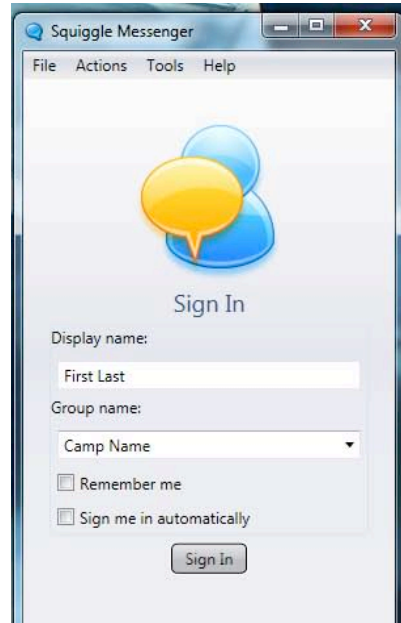 Squiggle Messenger
File Actions Tools Help
Sign In
Display name:
First Last
Group name:
Camp Name
Remember me
Sign me in automatically
Sign In